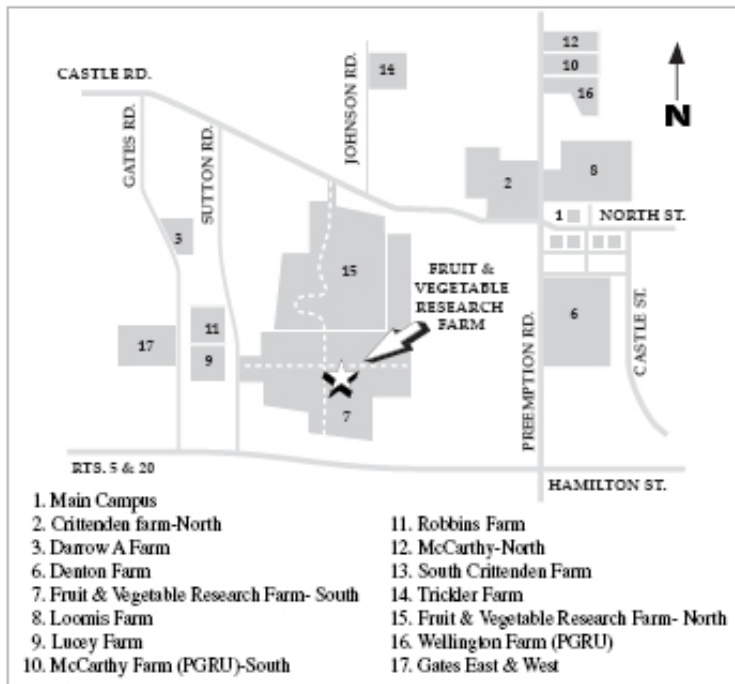 12
10
16
14
CASTLE RD.
JOHNSON RD.
N
GATES RD.
SUTTON RD.
2
8
1
NORTH ST.
3
15
FRUIT &
VEGETABLE
RESEARCH
FARM
17
11
9
6
PREEMPTION RD.
CASTLE ST.
7
RTS. 5 & 20
HAMILTON ST.
1. Main Campus
2. Crittenden farm-North
3. Darrow A Farm
6. Denton Farm
7. Fruit & Vegetable Research Farm- South
8. Loomis Farm
9. Lucey Farm
10. McCarthy Farm (PGRU)-South
11. Robbins Farm
12. McCarthy-North
13. South Crittenden Farm
14. Trickler Farm
15. Fruit & Vegetable Research Farm- North
16. Wellington Farm (PGRU)
17. Gates East & West